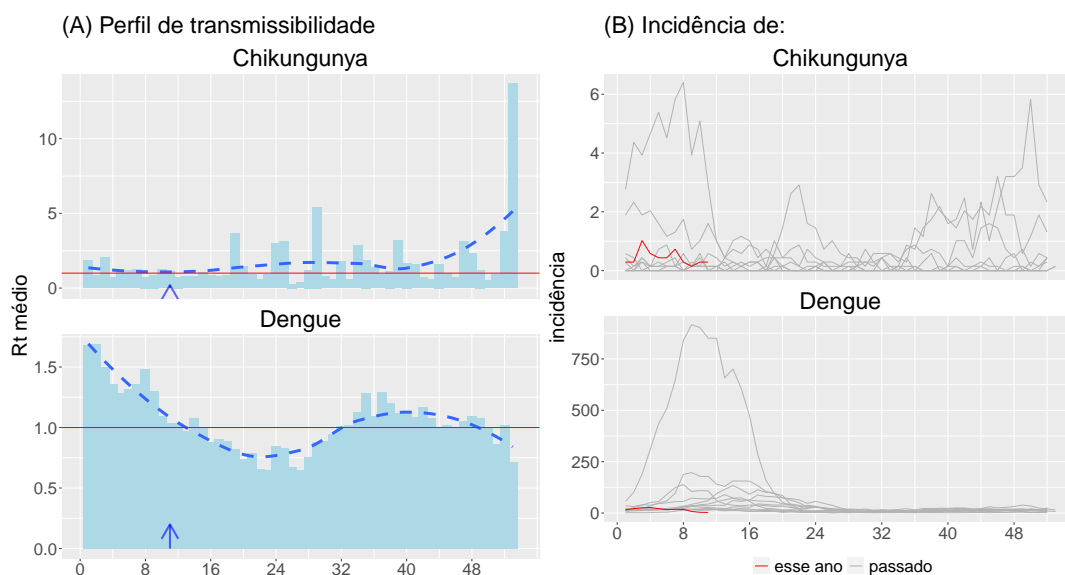 (A) Perfil de transmissibilidade
Chikungunya
10
5
0
Dengue
1.5
1.0
0.5
0.0
0 8 16 24 32 40 48
Rt médio
(B) Incidência de:
Chikungunya
6
4
2
0
Dengue
750
500
250
0
0 8 16 24 32 40 48
incidência
esse ano
passado